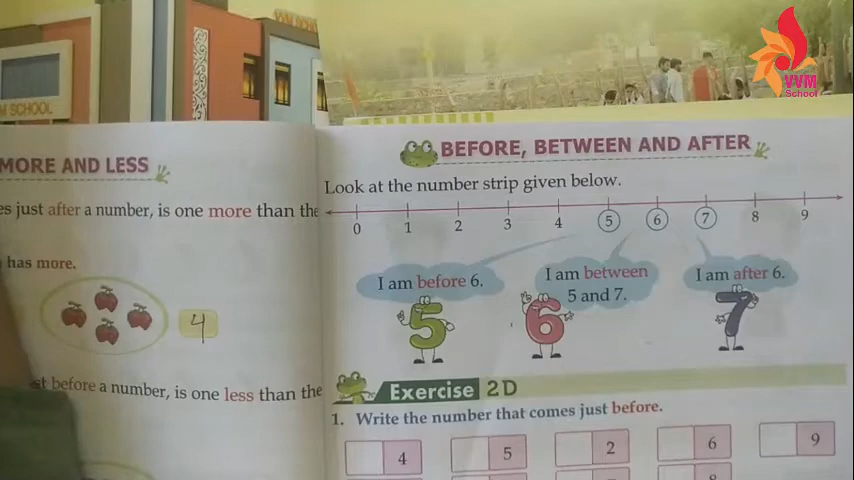 VVM SCHOOL
M SCHOOL
VVM
School
MORE AND LESS
es just after a number, is one more than the
has more.
4
st before a number, is one less than the
BEFORE, BETWEEN AND AFTER
Look at the number strip given below.
0 1 2 3 4 5 6 7 8 9
I am before 6.
I am between
5 and 7.
I am after 6.
5 6 7
Exercise 2D
1. Write the number that comes just before.
4 5 2 6 9